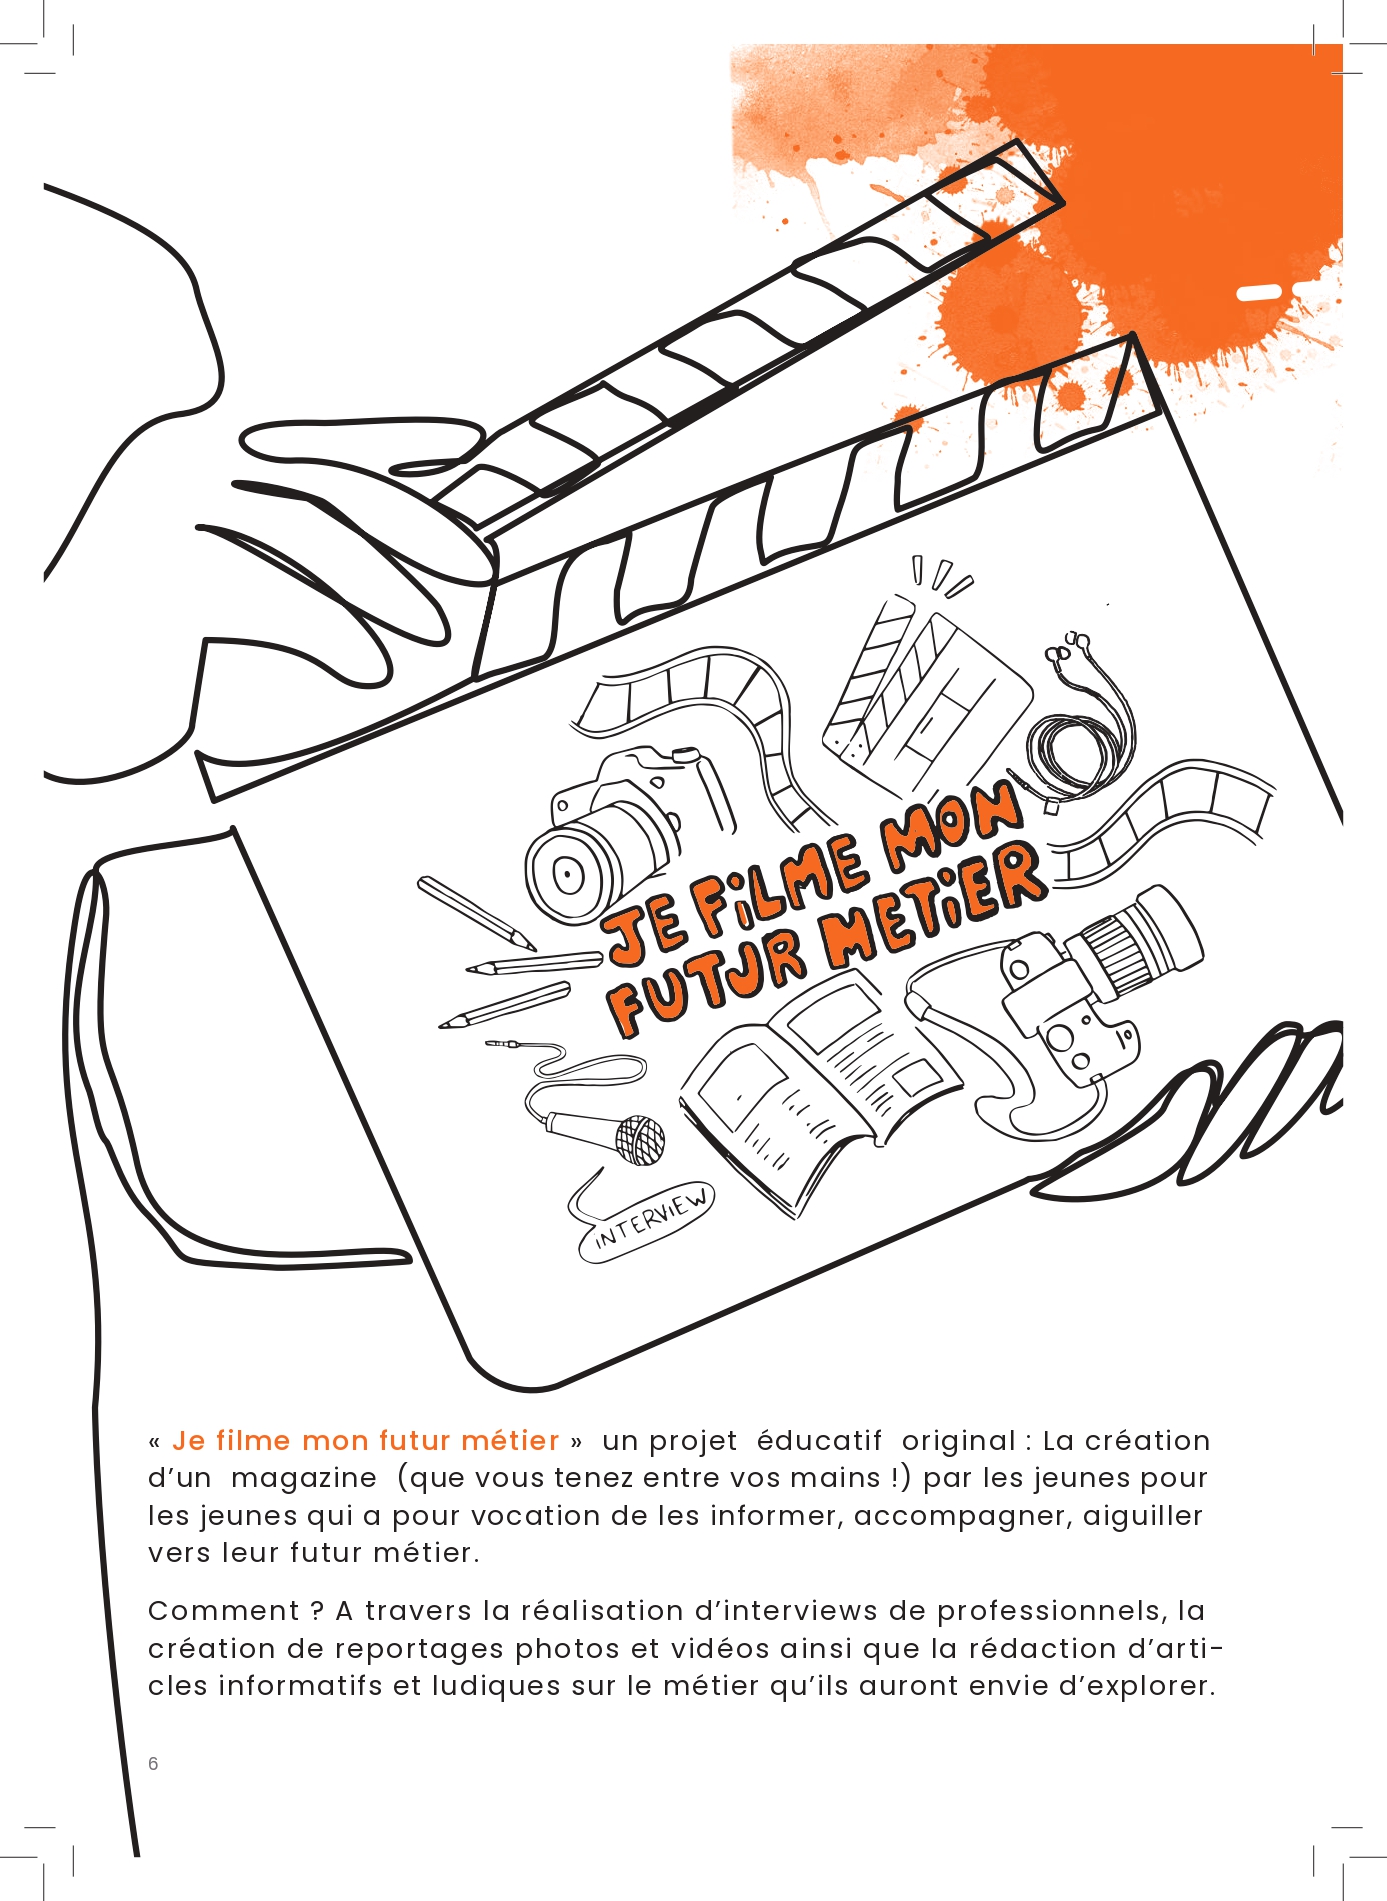 JE FiLME MON
FUTUR METiER
iNTERViEW
« Je filme mon futur métier » un projet éducatif original : La création
d’un magazine (que vous tenez entre vos mains !) par les jeunes pour
les jeunes qui a pour vocation de les informer, accompagner, aiguiller
vers leur futur métier.
Comment ? A travers la réalisation d’interviews de professionnels, la
création de reportages photos et vidéos ainsi que la rédaction d’arti-
cles informatifs et ludiques sur le métier qu’ils auront envie d’explorer.
6